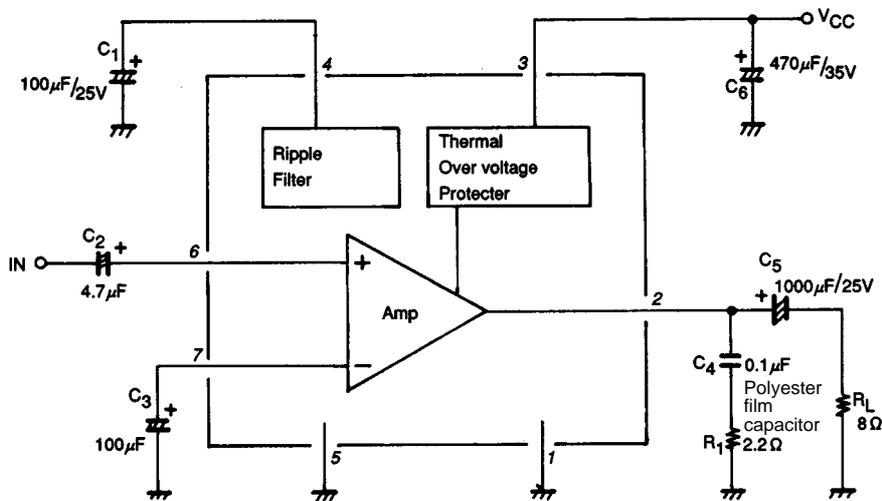 VCC
C1
+
100µF/25V
4
3
+
470µF/35V
C6
Ripple
Filter
Thermal
Over voltage
Protecter
C2
+
IN
4.7µF
6
+
Amp
2
C5
+
1000µF/25V
7
−
C4
0.1µF
Polyester
film
capacitor
C3
+
100µF
R1
2.2Ω
RL
8Ω
5
1